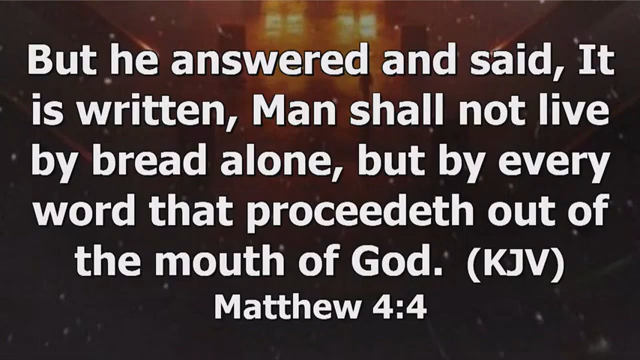 But he answered and said, It
is written, Man shall not live
by bread alone, but by every
word that proceedeth out of
the mouth of God. (KJV)
Matthew 4:4